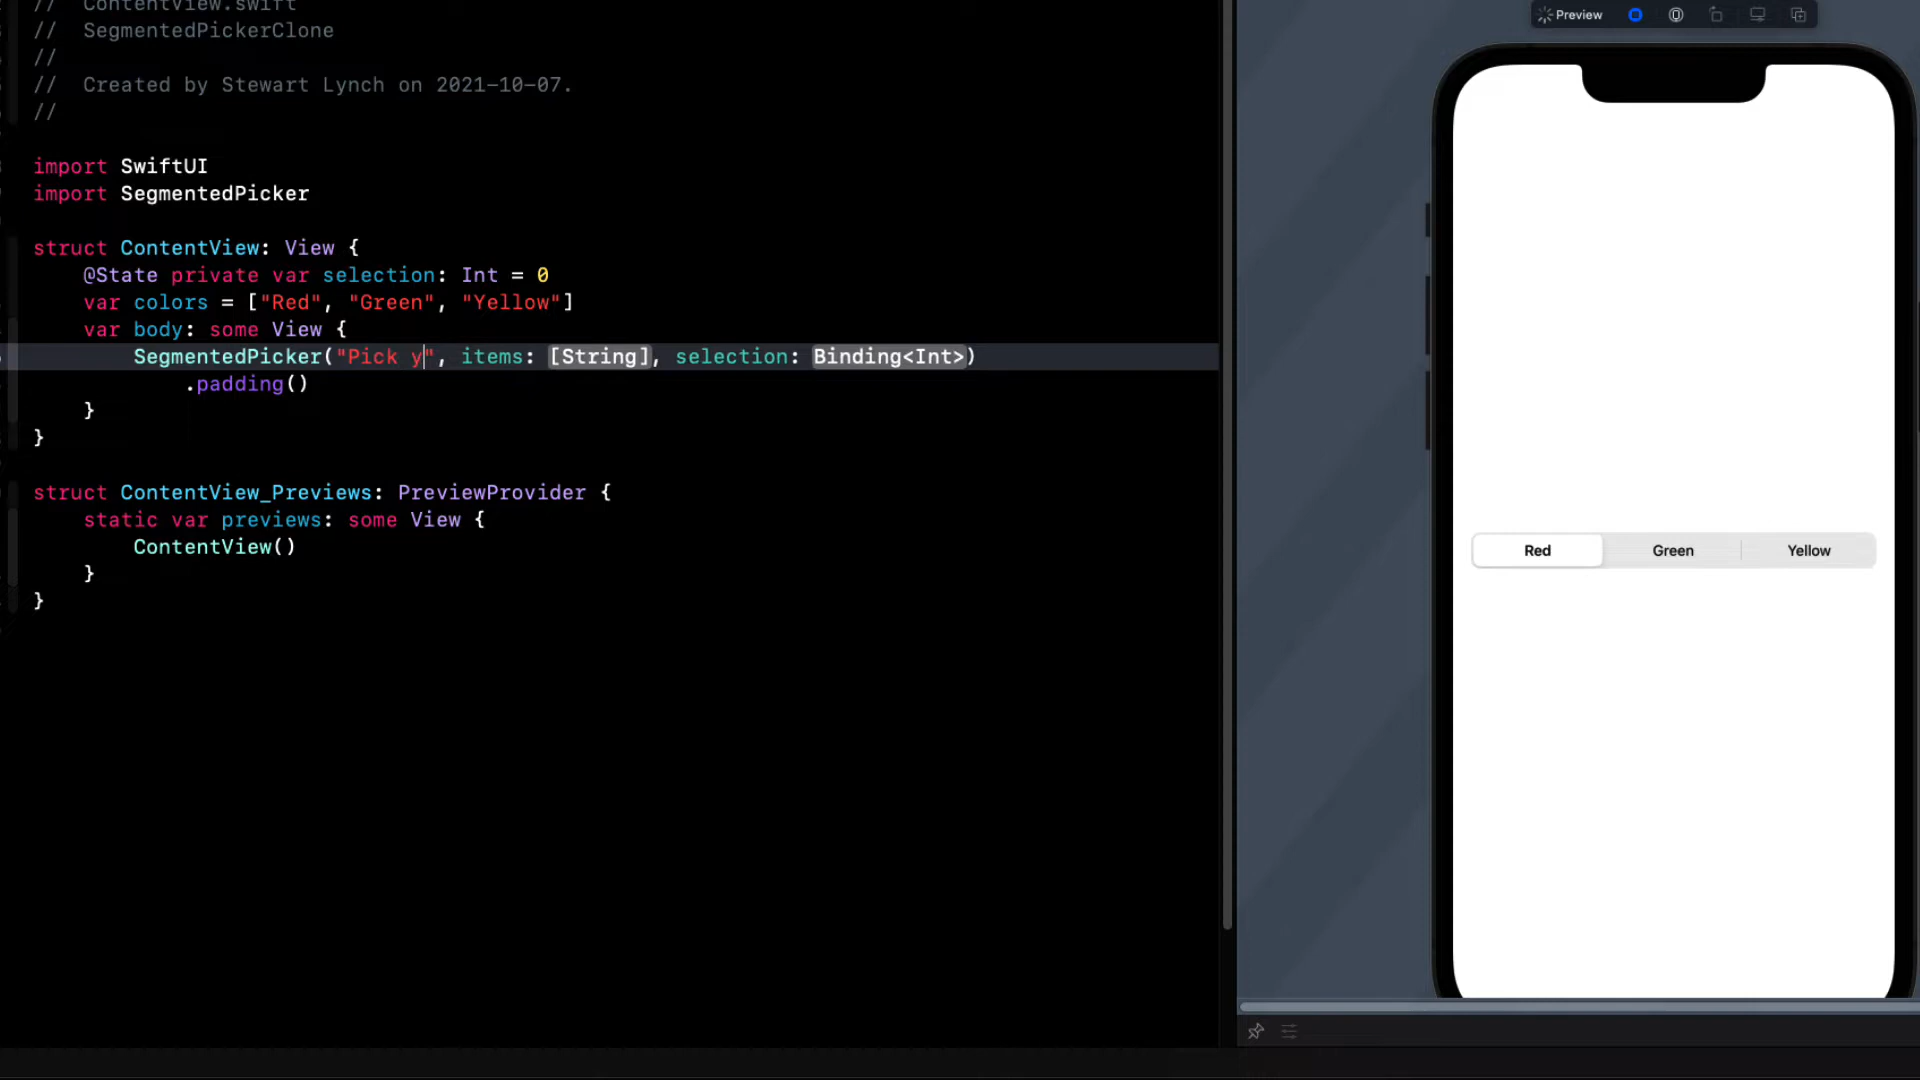 // ContentView.swift
// SegmentedPickerClone
//
// Created by Stewart Lynch on 2021-10-07.
//
import SwiftUI
import SegmentedPicker
struct ContentView: View {
@State private var selection: Int = 0
var colors = ["Red", "Green", "Yellow"]
var body: some View {
SegmentedPicker("Pick y", items: [String], selection: Binding<Int>)
.padding()
}
}
struct ContentView_Previews: PreviewProvider {
static var previews: some View {
ContentView()
}
}
Preview
Red Green Yellow